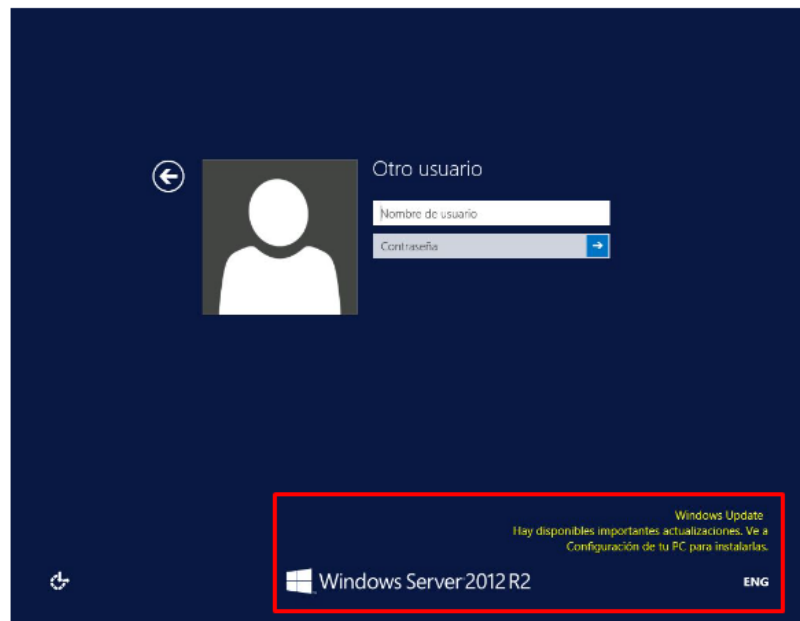 Otro usuario
Nombre de usuario
Contraseña
Windows Update
Hay disponibles importantes actualizaciones. Ve a
Configuración de tu PC para instalarlas.
Windows Server 2012 R2
ENG